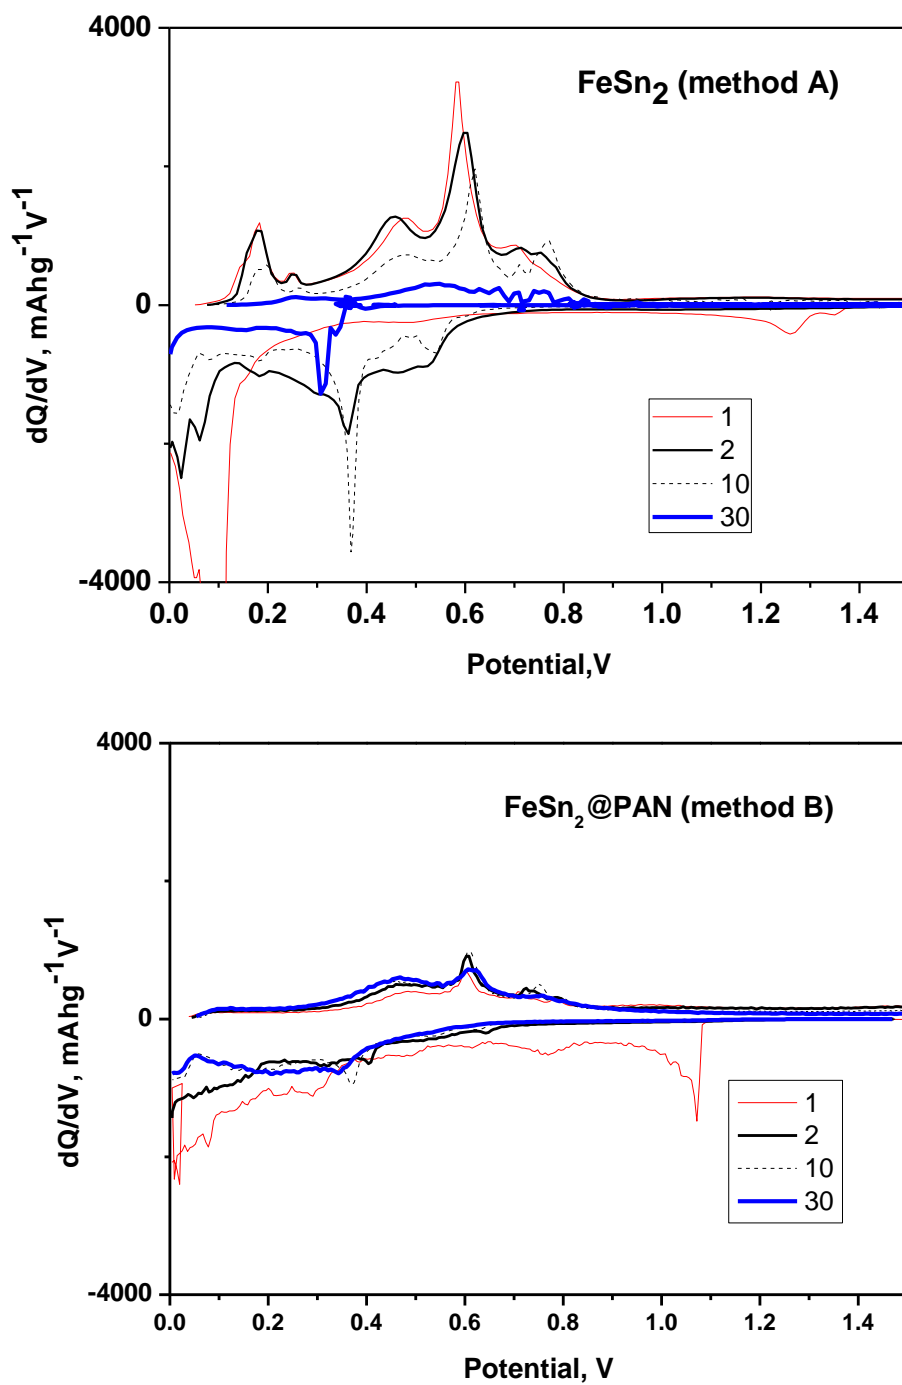 4000
FeSn2 (method A)
dQ/dV, mAhg-1V-1
0
1
2
10
30
-4000
0.0 0.2 0.4 0.6 0.8 1.0 1.2 1.4
Potential,V
4000
FeSn2@PAN (method B)
dQ/dV, mAhg-1V-1
0
1
2
10
30
-4000
0.0 0.2 0.4 0.6 0.8 1.0 1.2 1.4
Potential, V